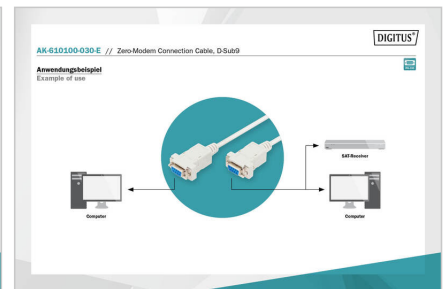 DIGITUS®
AK-610100-030-E // Zero-Modem Connection Cable, D-Sub9
Anwendungsbeispiel
Example of use
SAT-Receiver
Computer
Computer